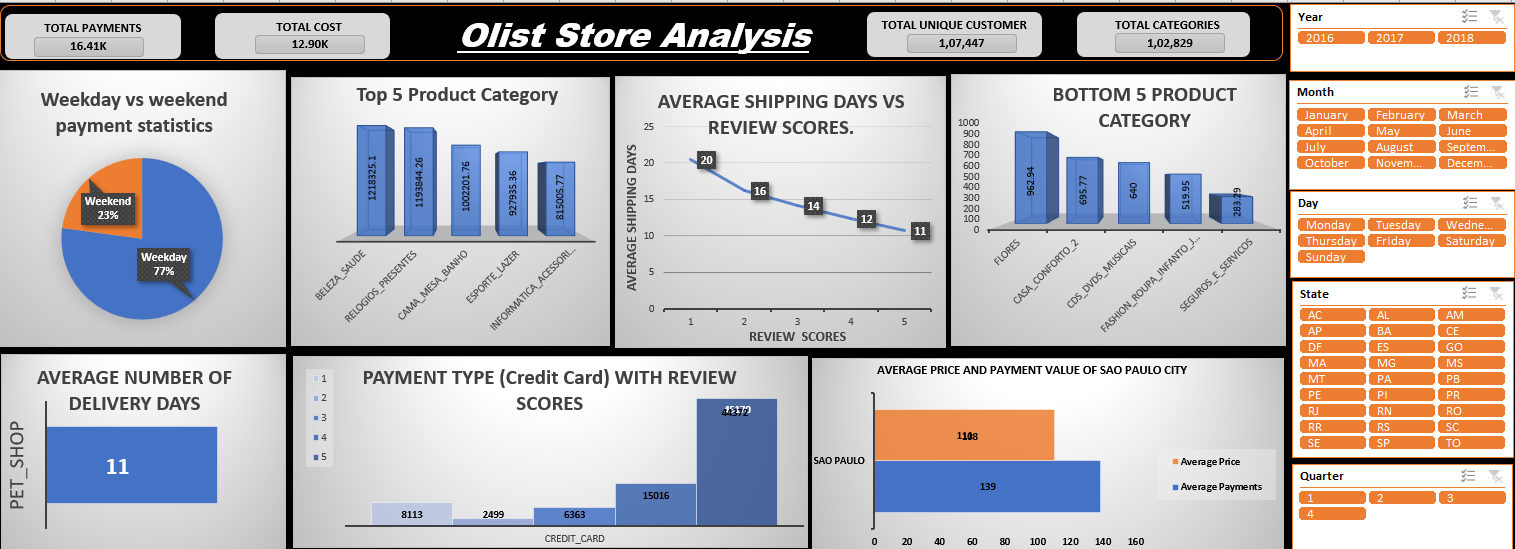 TOTAL PAYMENTS
16.41K
TOTAL COST
12.90K
Olist Store Analysis
TOTAL UNIQUE CUSTOMER
1,07,447
TOTAL CATEGORIES
1,02,829
Weekday vs weekend
payment statistics
Weekend
23%
Weekday
77%
Top 5 Product Category
1218325.1
1193844.26
1002201.76
927935.36
815005.77
BELEZA_SAUDE
RELOGIOS_PRESENTES
CAMA_MESA_BANHO
ESPORTE_LAZER
INFORMATICA_ACESSORI...
AVERAGE SHIPPING DAYS VS
REVIEW SCORES.
AVERAGE SHIPPING DAYS
25
20
15
10
5
0
20
16
14
12
11
1 2 3 4 5
REVIEW SCORES
BOTTOM 5 PRODUCT
CATEGORY
1000
900
800
700
600
500
400
300
200
100
0
962.94
695.77
640
519.95
283.29
FLORES
CASA_CONFORTO_2
CDS_DVDS_MUSICAIS
FASHION_ROUPA_INFANTO_J...
SEGUROS_E_SERVICOS
AVERAGE NUMBER OF
DELIVERY DAYS
PET_SHOP
11
PAYMENT TYPE (Credit Card) WITH REVIEW
SCORES
1
2
3
4
5
8113
2499
6363
15016
CREDIT_CARD
AVERAGE PRICE AND PAYMENT VALUE OF SAO PAULO CITY
SAO PAULO
139
Average Price
Average Payments
0 20 40 60 80 100 120 140 160
Year
2016 2017 2018
Month
January February March
April May June
July August Septem...
October Novem... Decem...
Day
Monday Tuesday Wedne...
Thursday Friday Saturday
Sunday
State
AC AL AM
AP BA CE
DF ES GO
MA MG MS
MT PA PB
PE PI PR
RJ RN RO
RR RS SC
SE SP TO
Quarter
1 2 3
4